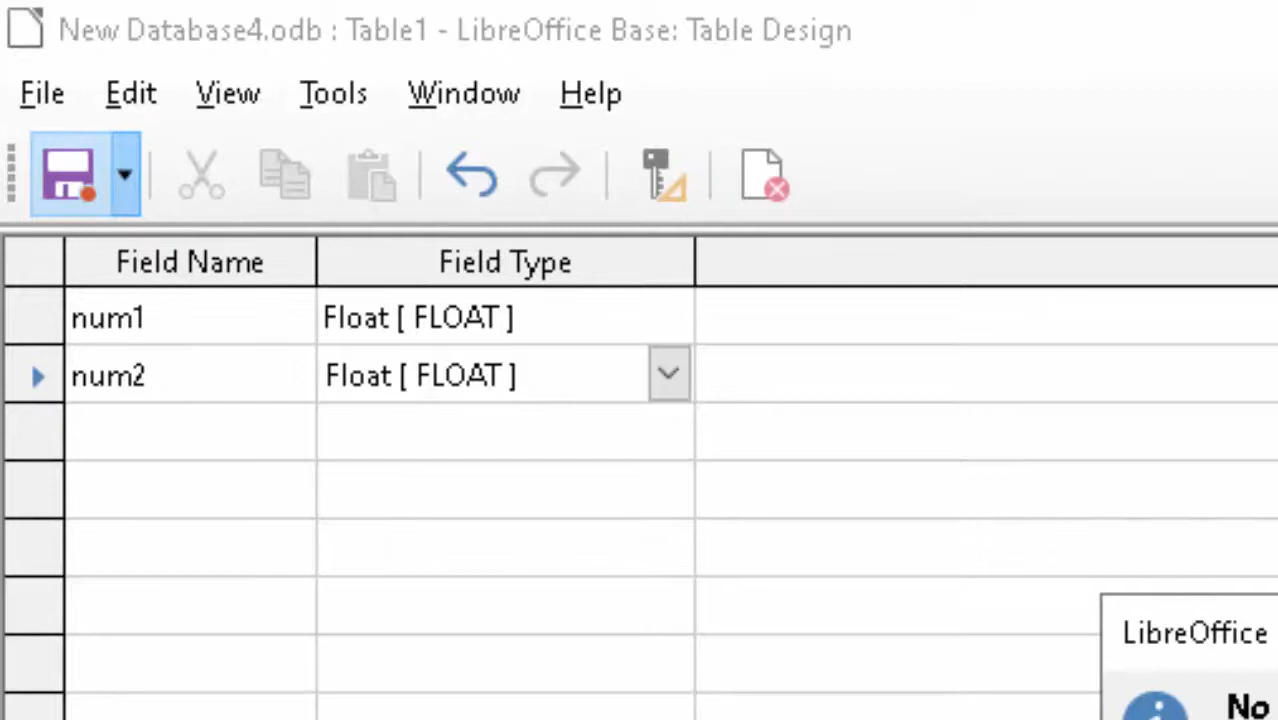 New Database4.odb : Table1 - LibreOffice Base: Table Design
File Edit View Tools Window Help
Field Name Field Type
num1 Float [ FLOAT ]
num2 Float [ FLOAT ]
LibreOffice
No